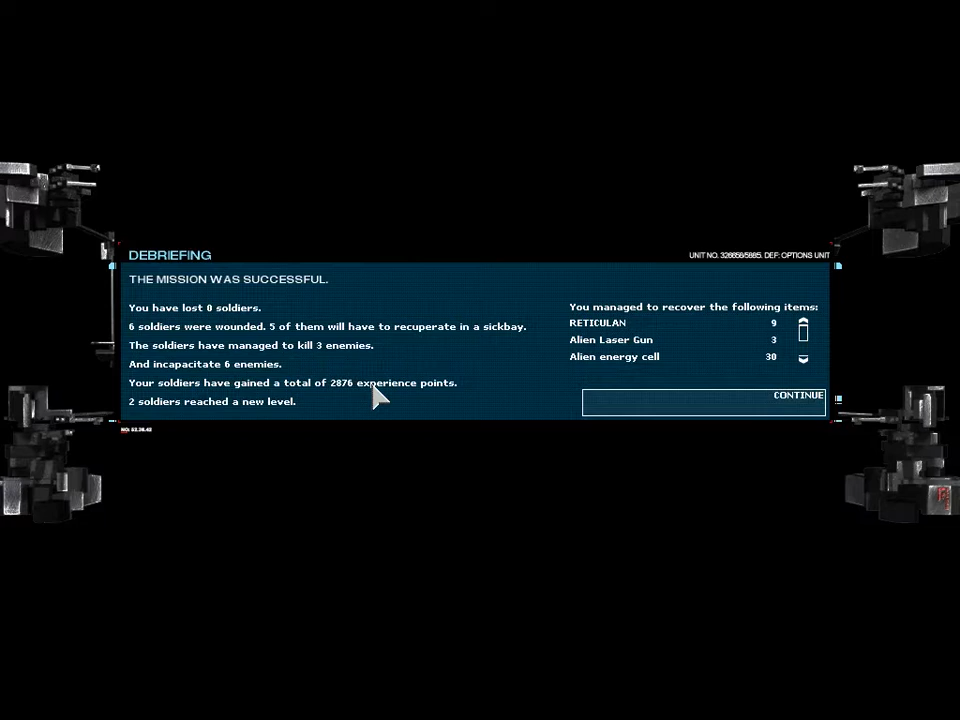 DEBRIEFING
UNIT NO. 326656/5885. DEF: OPTIONS UNIT
THE MISSION WAS SUCCESSFUL.
You have lost 0 soldiers.
6 soldiers were wounded. 5 of them will have to recuperate in a sickbay.
The soldiers have managed to kill 3 enemies.
And incapacitate 6 enemies.
Your soldiers have gained a total of 2876 experience points.
2 soldiers reached a new level.
You managed to recover the following items:
RETICULAN 9
Alien Laser Gun 3
Alien energy cell 30
CONTINUE